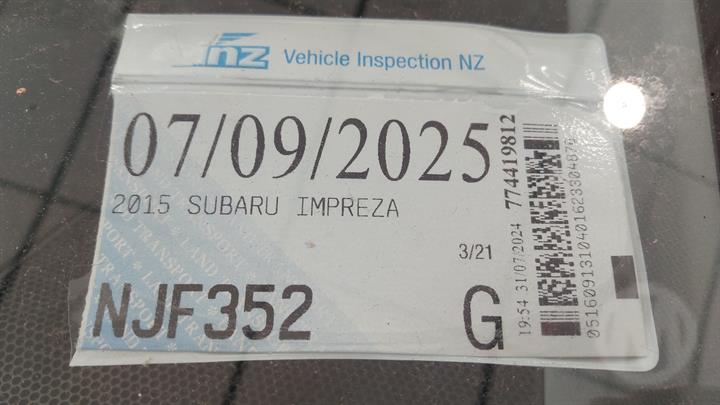 nz Vehicle Inspection NZ
07/09/2025
2015 SUBARU IMPREZA
3/21
NJF352
G
19:54 31/07/2024 774419812